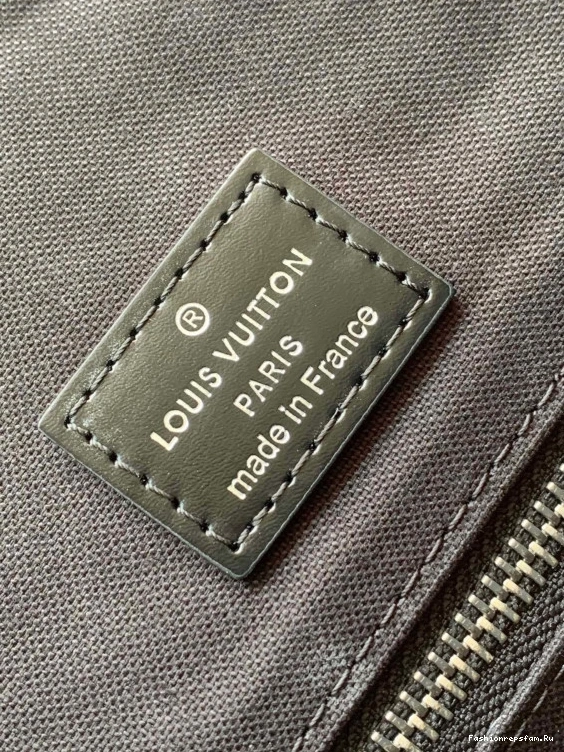 ®
LOUIS VUITTON
PARIS
made in France
Fashionrepsfam.Ru